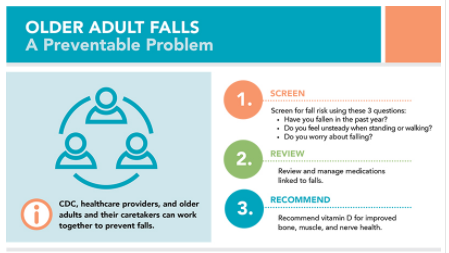 OLDER ADULT FALLS
A Preventable Problem
CDC, healthcare providers, and older
adults and their caretakers can work
together to prevent falls.
1. SCREEN
Screen for fall risk using these 3 questions:
• Have you fallen in the past year?
• Do you feel unsteady when standing or walking?
• Do you worry about falling?
2. REVIEW
Review and manage medications
linked to falls.
3. RECOMMEND
Recommend vitamin D for improved
bone, muscle, and nerve health.